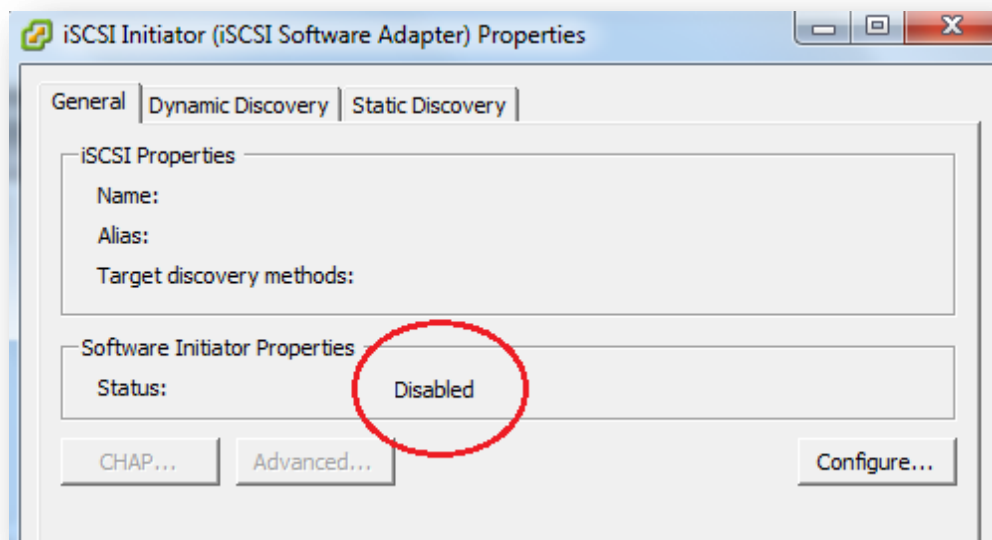 iSCSI Initiator (iSCSI Software Adapter) Properties
General Dynamic Discovery Static Discovery
iSCSI Properties
Name:
Alias:
Target discovery methods:
Software Initiator Properties
Status: Disabled
CHAP... Advanced... Configure...